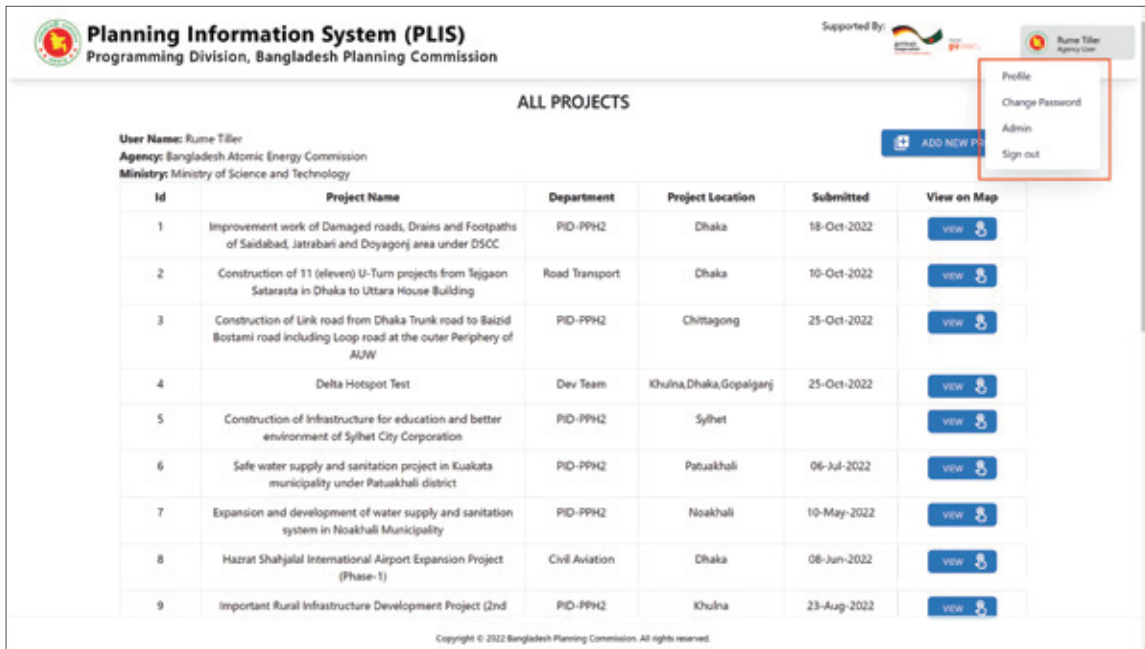 Planning Information System (PLIS)
Programming Division, Bangladesh Planning Commission
Supported By:
Rume Tiller
Agency User
Profile
Change Password
Admin
Sign out
ALL PROJECTS
User Name: Rume Tiller
Agency: Bangladesh Atomic Energy Commission
Ministry: Ministry of Science and Technology
ADD NEW
Id Project Name Department Project Location Submitted View on Map
1 Improvement work of Damaged roads, Drains and Footpaths PID-PPH2 Dhaka 18-Oct-2022 VIEW
of Saidabad, Jatrabari and Doyagonj area under DSCC
2 Construction of 11 (eleven) U-Turn projects from Tejgaon Road Transport Dhaka 10-Oct-2022 VIEW
Satarasta in Dhaka to Uttara House Building
3 Construction of Link road from Dhaka Trunk road to Baizid PID-PPH2 Chittagong 25-Oct-2022 VIEW
Bostami road including Loop road at the outer Periphery of
AUW
4 Delta Hotspot Test Dev Team Khulna,Dhaka,Gopalganj 25-Oct-2022 VIEW
5 Construction of Infrastructure for education and better PID-PPH2 Sylhet VIEW
environment of Sylhet City Corporation
6 Safe water supply and sanitation project in Kuakata PID-PPH2 Patuakhali 06-Jul-2022 VIEW
municipality under Patuakhali district
7 Expansion and development of water supply and sanitation PID-PPH2 Noakhali 10-May-2022 VIEW
system in Noakhali Municipality
8 Hazrat Shahjalal International Airport Expansion Project Civil Aviation Dhaka 08-Jun-2022 VIEW
(Phase-1)
9 Important Rural Infrastructure Development Project (2nd PID-PPH2 Khulna 23-Aug-2022 VIEW
Copyright © 2022 Bangladesh Planning Commission. All rights reserved.